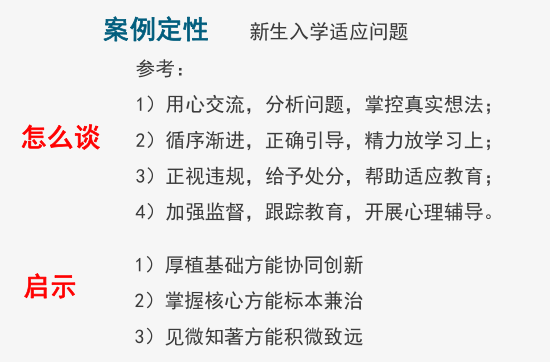 案例定性 新生入学适应问题
参考：
1）用心交流，分析问题，掌控真实想法；
怎么谈
2）循序渐进，正确引导，精力放学习上；
3）正视违规，给予处分，帮助适应教育；
4）加强监督，跟踪教育，开展心理辅导。
1）厚植基础方能协同创新
启示
2）掌握核心方能标本兼治
3）见微知著方能积微致远